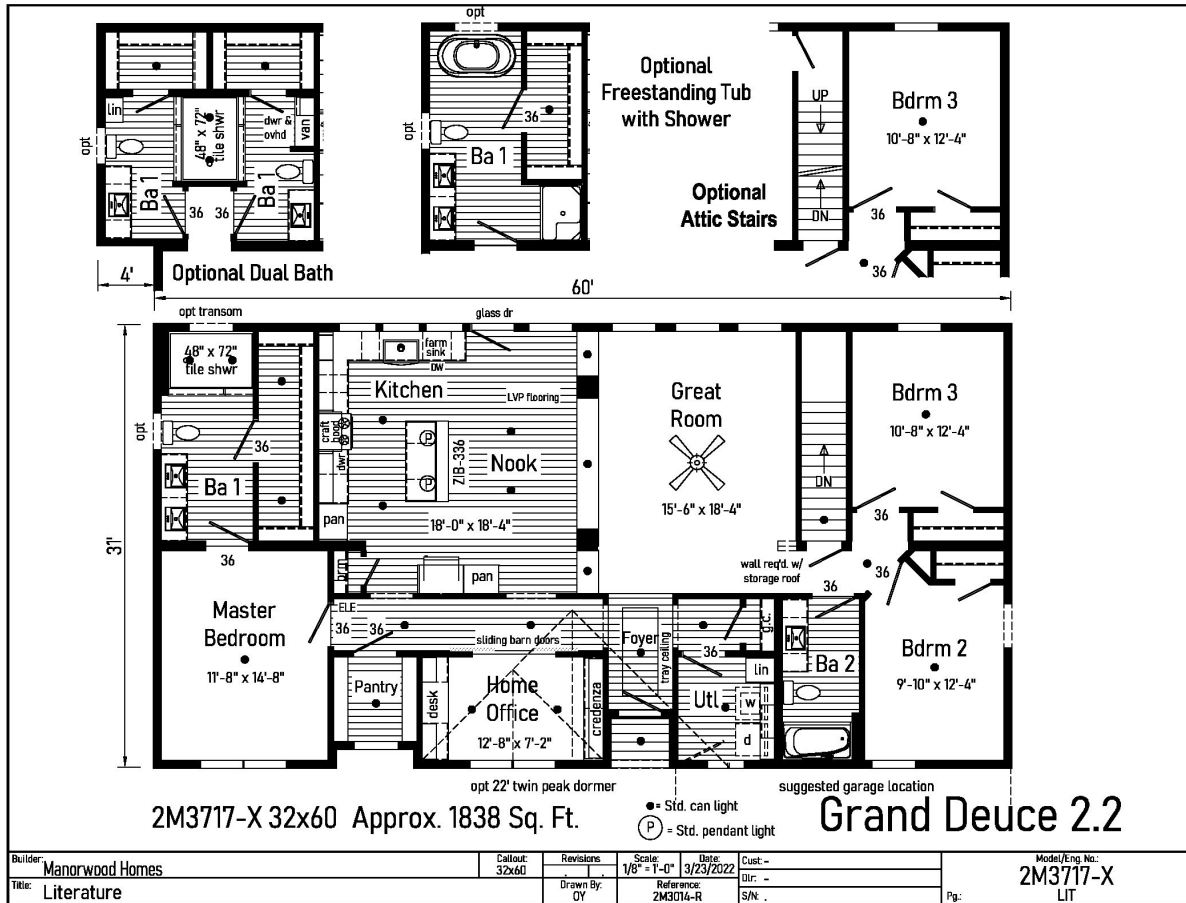 opt
lin
48" x 72"
tile shwr
dwr &
ovhd
van
opt
Ba 1
36
36
Ba 1
4'
Optional Dual Bath
opt
opt
36
Ba 1
Optional
Freestanding Tub
with Shower
Optional
Attic Stairs
UP
DN
Bdrm 3
10'-8" x 12'-4"
36
36
60'
31'
opt transom
48" x 72"
tile shwr
opt
36
Ba 1
36
glass dr
farm
sink
DW
Kitchen
LVP flooring
craft
hood
dwr
P
P
ZIB-336
Nook
18'-0" x 18'-4"
pan
brm
pan
Great
Room
15'-6" x 18'-4"
DN
Bdrm 3
10'-8" x 12'-4"
36
wall req'd. w/
storage roof
36
36
Master
Bedroom
11'-8" x 14'-8"
ELE
36
36
sliding barn doors
Foyer
tray ceiling
36
g.c.
lin
Pantry
desk
Home
Office
12'-8" x 7'-2"
credenza
Utl
w
d
Ba 2
Bdrm 2
9'-10" x 12'-4"
opt 22' twin peak dormer
suggested garage location
2M3717-X 32x60 Approx. 1838 Sq. Ft.
= Std. can light
P = Std. pendant light
Grand Deuce 2.2
Builder: Manorwood Homes
Title: Literature
Callout:
32x60
Revisions
Drawn By:
OY
Scale:
1/8" = 1'-0"
Date:
3/23/2022
Reference:
2M3014-R
Cust:-
Dlr: -
S/N: .
Model/Eng. No.:
2M3717-X
Pg.: LIT